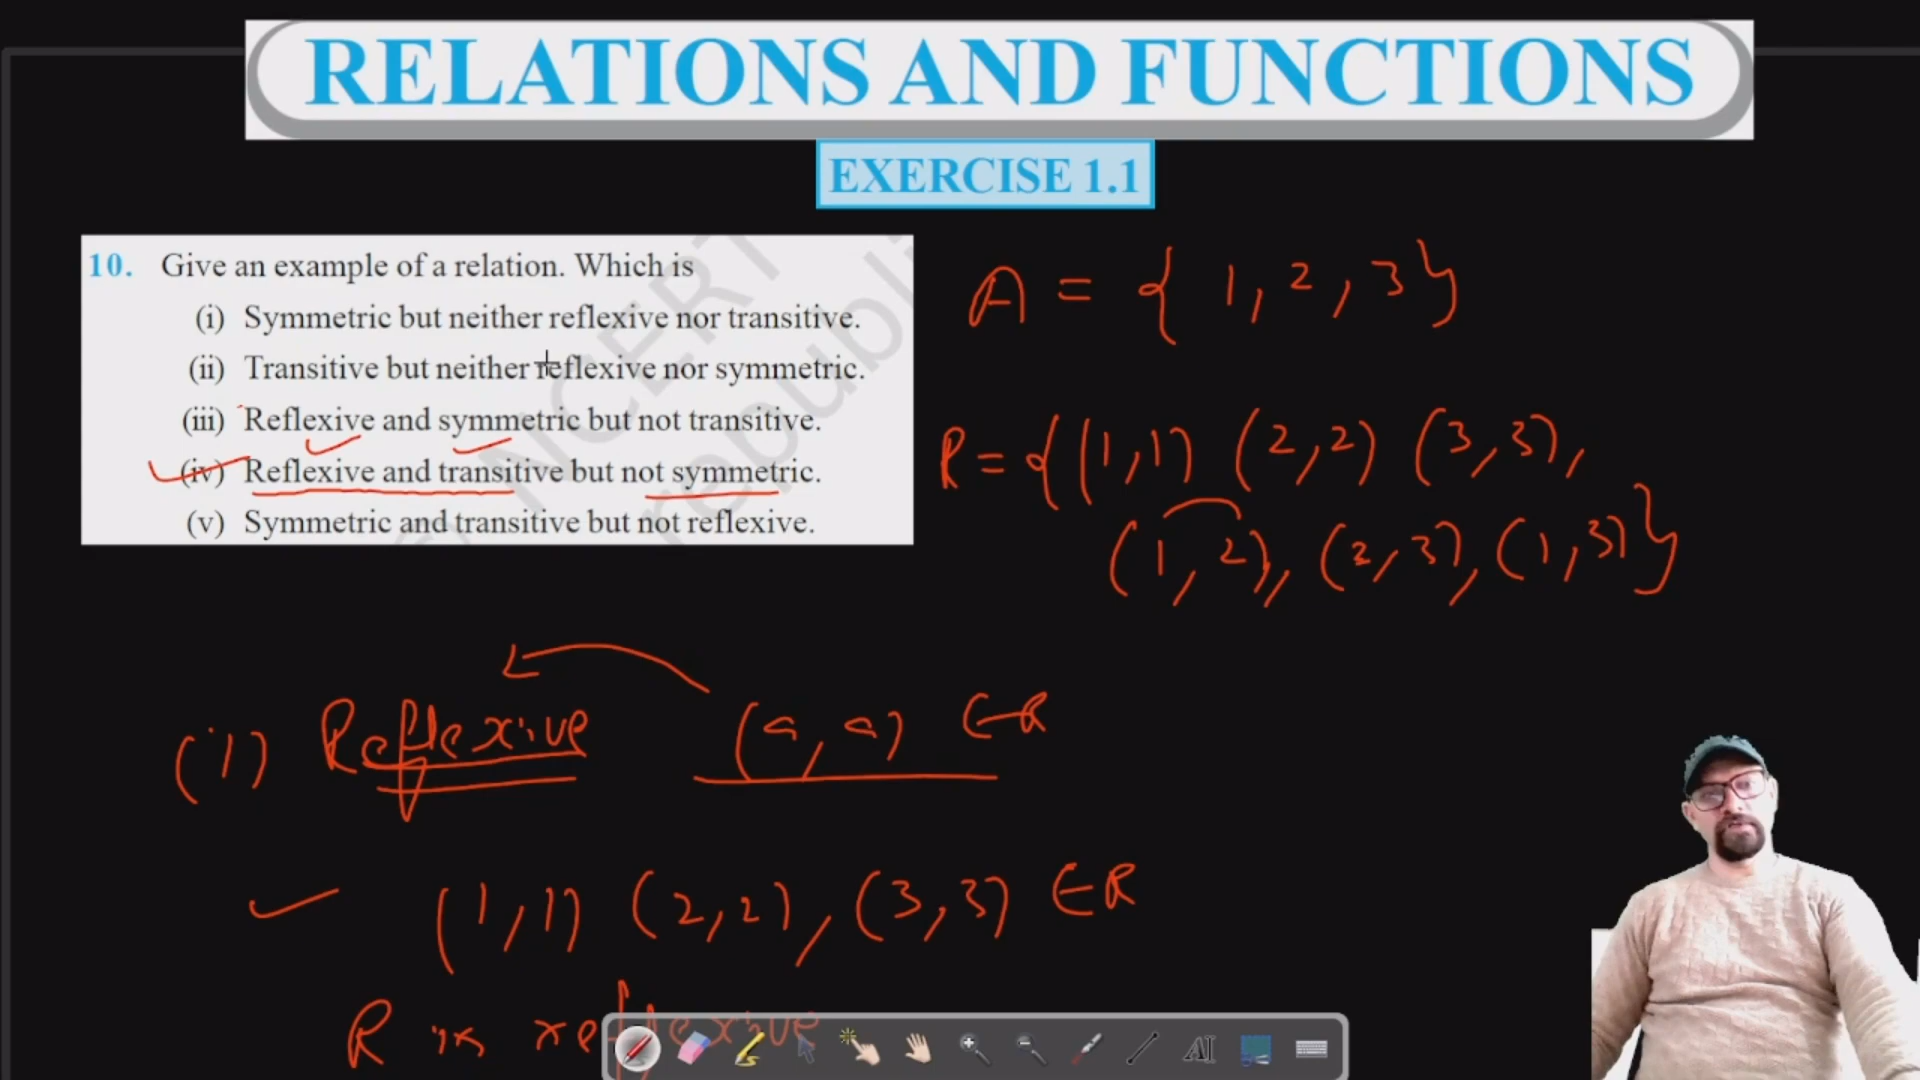 RELATIONS AND FUNCTIONS
EXERCISE 1.1
10. Give an example of a relation. Which is
(i) Symmetric but neither reflexive nor transitive.
(ii) Transitive but neither reflexive nor symmetric.
(iii) Reflexive and symmetric but not transitive.
(iv) Reflexive and transitive but not symmetric.
(v) Symmetric and transitive but not reflexive.
A = { 1, 2, 3}
R = {(1,1) (2,2) (3,3),
(1, 2), (2, 3), (1, 3)}
(i) Reflexive (a, a) ∈ R
(1,1) (2,2), (3,3) ∈ R
R is reflexive
AI